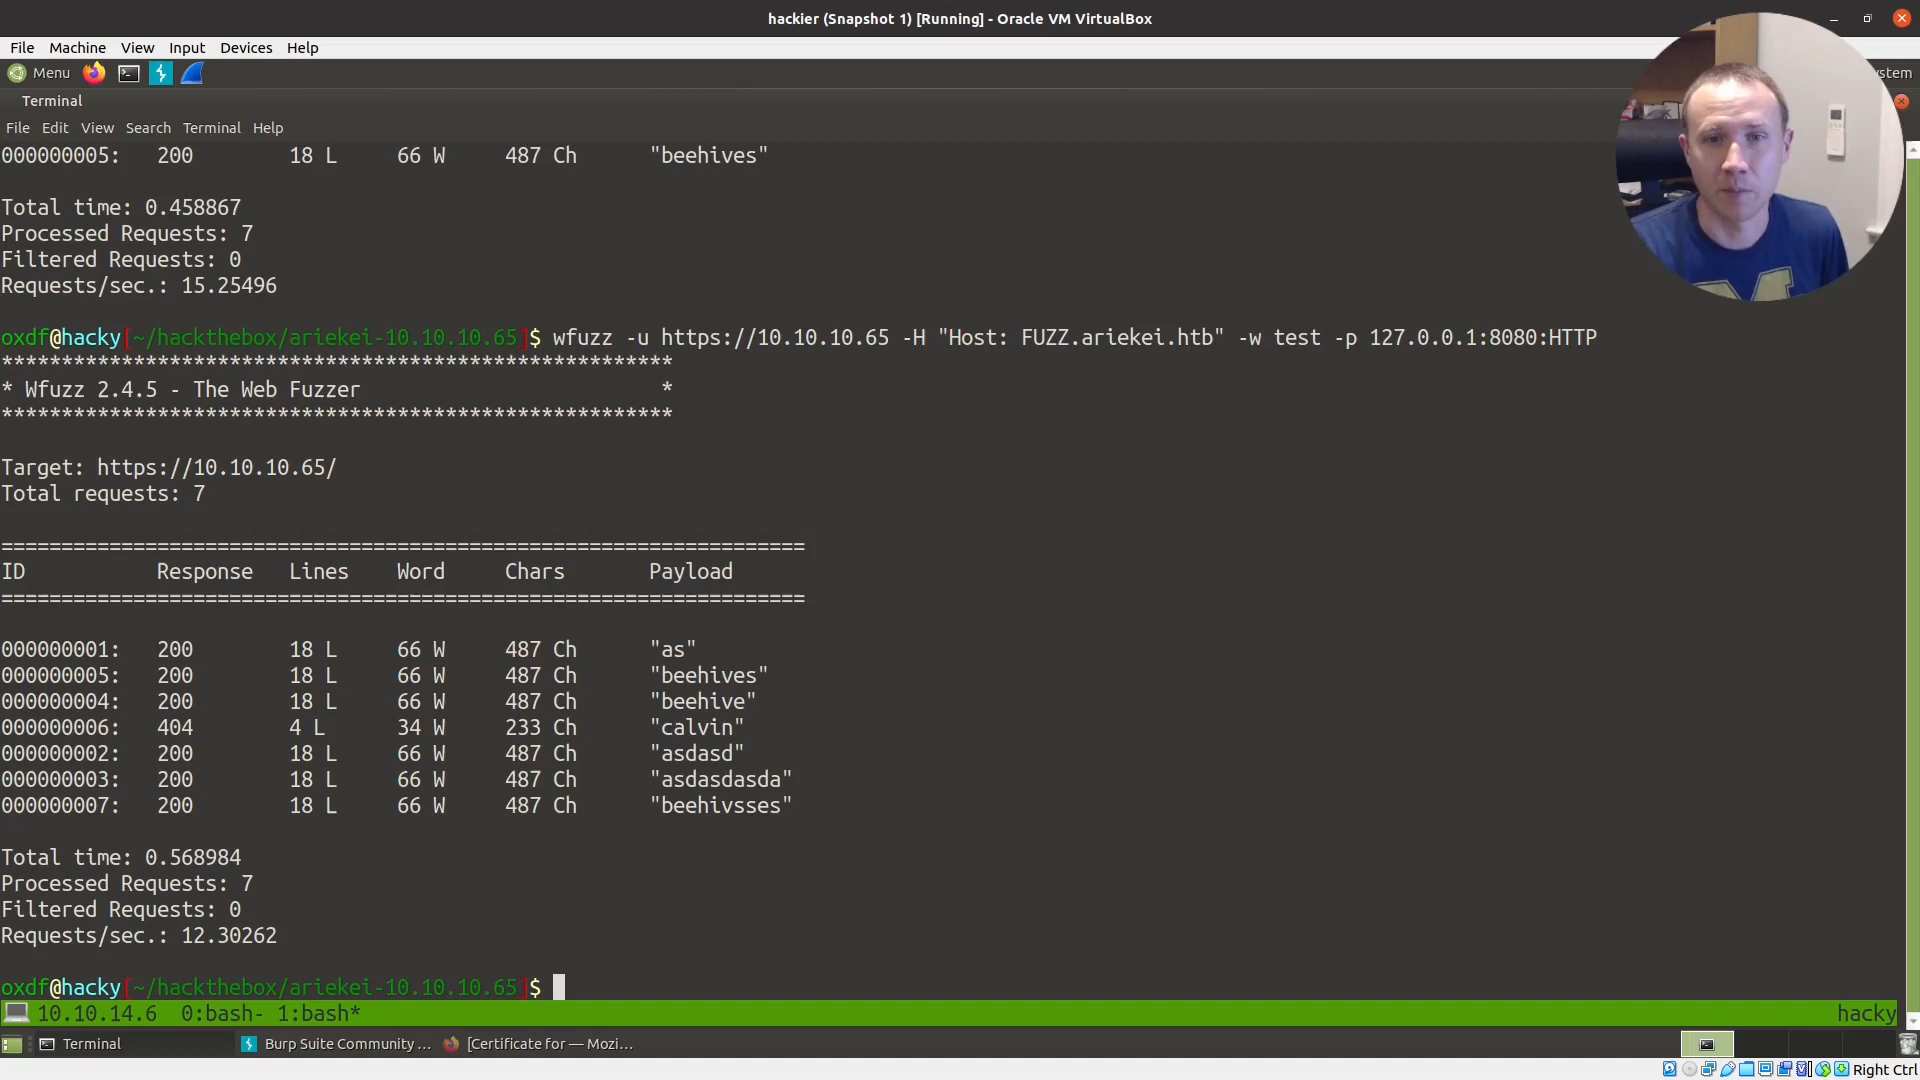 hackier (Snapshot 1) [Running] - Oracle VM VirtualBox
File Machine View Input Devices Help
Menu
stem
Terminal
File Edit View Search Terminal Help
000000005: 200 18 L 66 W 487 Ch "beehives"
Total time: 0.458867
Processed Requests: 7
Filtered Requests: 0
Requests/sec.: 15.25496
oxdf@hacky[~/hackthebox/ariekei-10.10.10.65]$ wfuzz -u https://10.10.10.65 -H "Host: FUZZ.ariekei.htb" -w test -p 127.0.0.1:8080:HTTP
********************************************************
* Wfuzz 2.4.5 - The Web Fuzzer                         *
********************************************************
Target: https://10.10.10.65/
Total requests: 7
===================================================================
ID Response Lines Word Chars Payload
===================================================================
000000001: 200 18 L 66 W 487 Ch "as"
000000005: 200 18 L 66 W 487 Ch "beehives"
000000004: 200 18 L 66 W 487 Ch "beehive"
000000006: 404 4 L 34 W 233 Ch "calvin"
000000002: 200 18 L 66 W 487 Ch "asdasd"
000000003: 200 18 L 66 W 487 Ch "asdasdasda"
000000007: 200 18 L 66 W 487 Ch "beehivsses"
Total time: 0.568984
Processed Requests: 7
Filtered Requests: 0
Requests/sec.: 12.30262
oxdf@hacky[~/hackthebox/ariekei-10.10.10.65]$
10.10.14.6 0:bash- 1:bash* hacky
Terminal Burp Suite Community ... [Certificate for — Mozi...
Right Ctrl